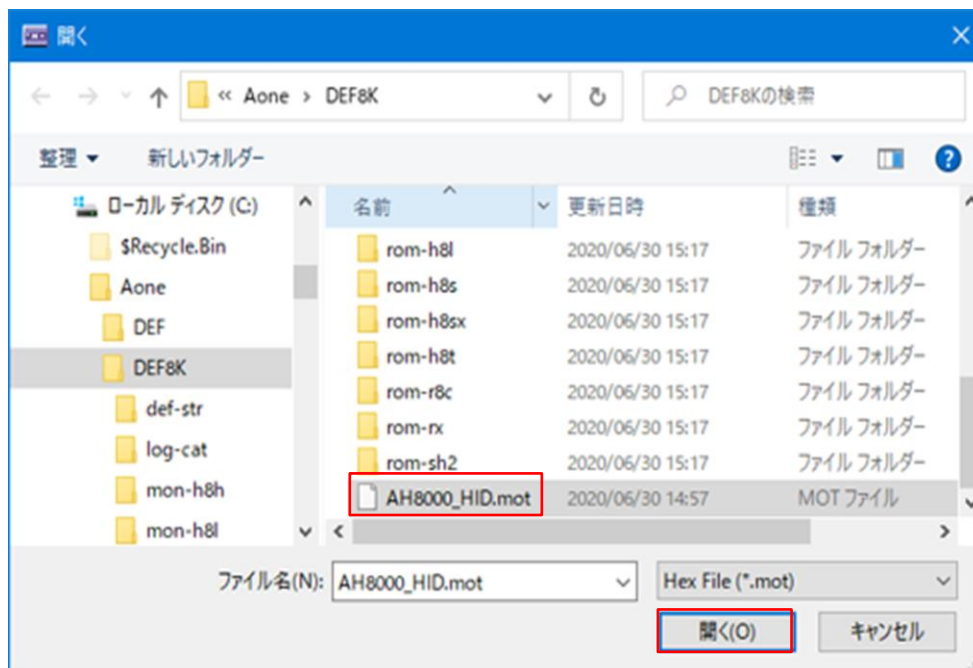 開く
« Aone › DEF8K
DEF8Kの検索
整理
新しいフォルダー
ローカル ディスク (C:)
$Recycle.Bin
Aone
DEF
DEF8K
def-str
log-cat
mon-h8h
mon-h8l
名前 更新日時 種類
rom-h8l 2020/06/30 15:17 ファイル フォルダー
rom-h8s 2020/06/30 15:17 ファイル フォルダー
rom-h8sx 2020/06/30 15:17 ファイル フォルダー
rom-h8t 2020/06/30 15:17 ファイル フォルダー
rom-r8c 2020/06/30 15:17 ファイル フォルダー
rom-rx 2020/06/30 15:17 ファイル フォルダー
rom-sh2 2020/06/30 15:17 ファイル フォルダー
AH8000_HID.mot 2020/06/30 14:57 MOT ファイル
ファイル名(N): AH8000_HID.mot Hex File (*.mot)
開く(O) キャンセル